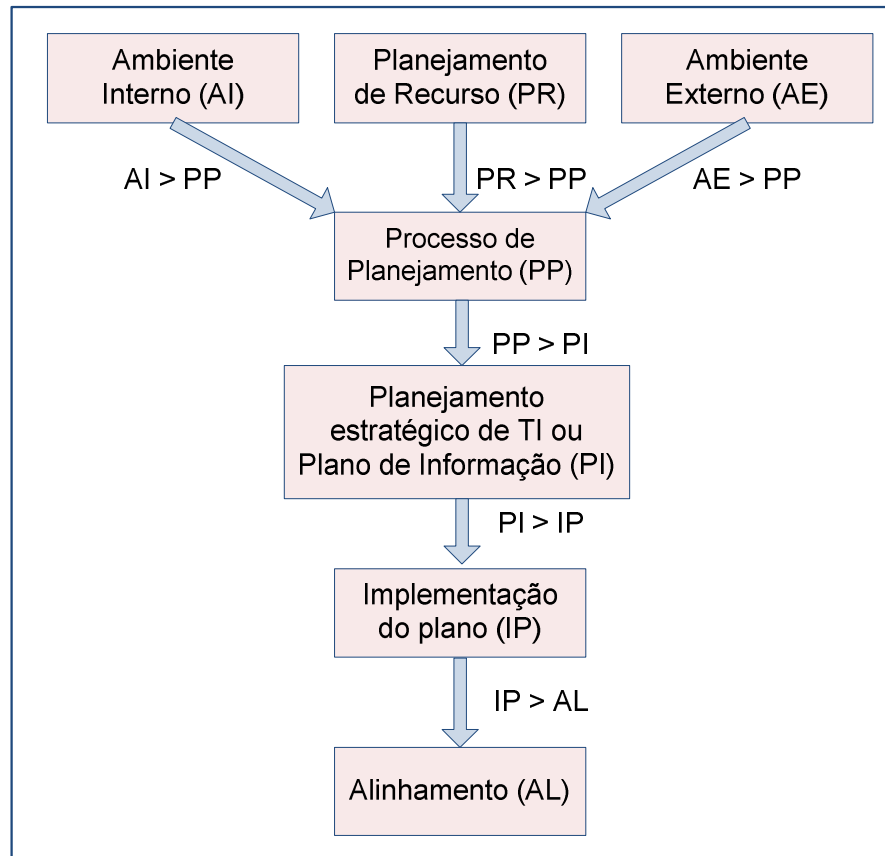 Ambiente
Interno (AI)
Planejamento
de Recurso (PR)
Ambiente
Externo (AE)
AI > PP
PR > PP
AE > PP
Processo de
Planejamento (PP)
PP > PI
Planejamento
estratégico de TI ou
Plano de Informação (PI)
PI > IP
Implementação
do plano (IP)
IP > AL
Alinhamento (AL)